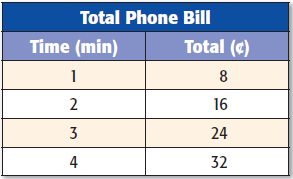 Total Phone Bill
Time (min) Total (¢)
1 8
2 16
3 24
4 32